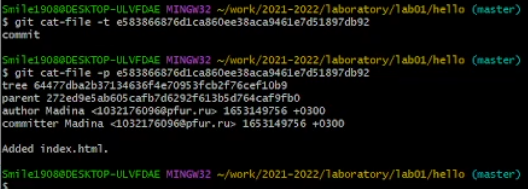 Smile19080@DESKTOP-ULVFDAE MINGW32 ~/work/2021-2022/laboratory/lab01/hello (master)
$ git cat-file -t e583866876d1ca860ee38aca9461e7d51897db92
commit
Smile19080@DESKTOP-ULVFDAE MINGW32 ~/work/2021-2022/laboratory/lab01/hello (master)
$ git cat-file -p e583866876d1ca860ee38aca9461e7d51897db92
tree 64477dba2b37134636f4e70953fcb2f76cef10b9
parent 272ed9e5ab605cafb7d6292f613b5d764caf9fb0
author Madina <1032176096@pfur.ru> 1653149756 +0300
committer Madina <1032176096@pfur.ru> 1653149756 +0300
Added index.html.
Smile19080@DESKTOP-ULVFDAE MINGW32 ~/work/2021-2022/laboratory/lab01/hello (master)
$